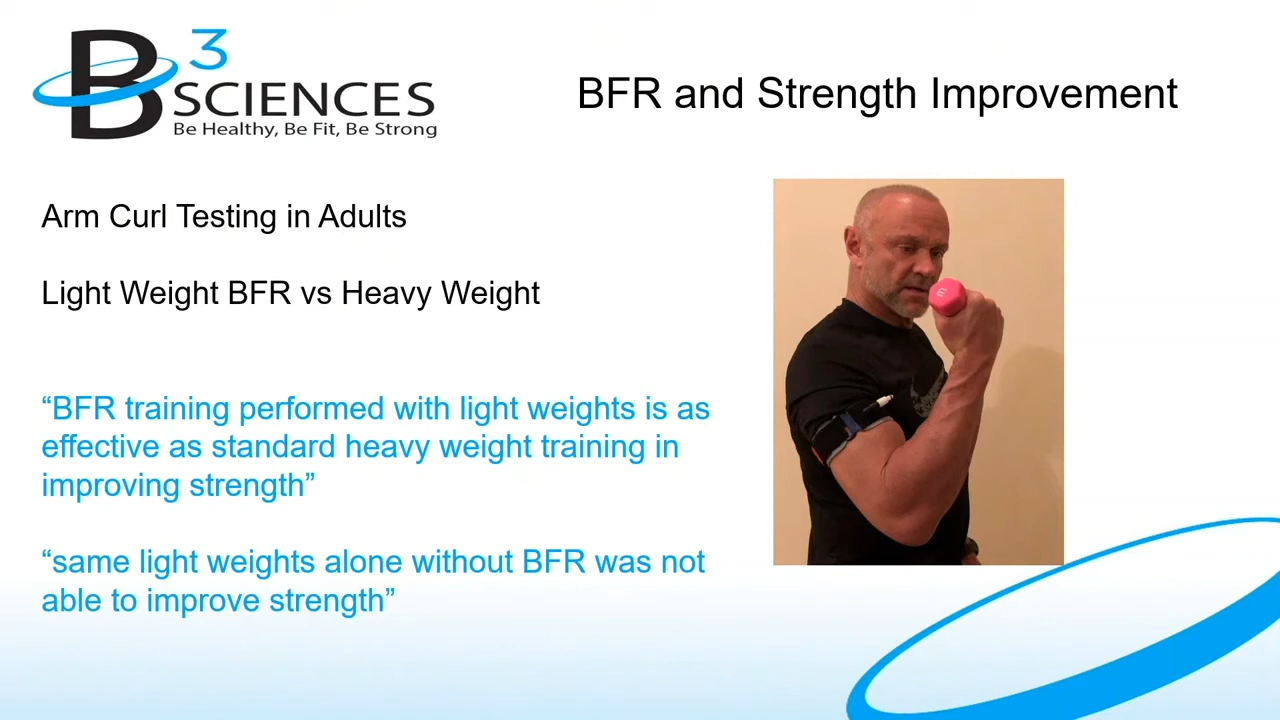 B3 SCIENCES
Be Healthy, Be Fit, Be Strong
BFR and Strength Improvement
Arm Curl Testing in Adults
Light Weight BFR vs Heavy Weight
“BFR training performed with light weights is as
effective as standard heavy weight training in
improving strength”
“same light weights alone without BFR was not
able to improve strength”
3